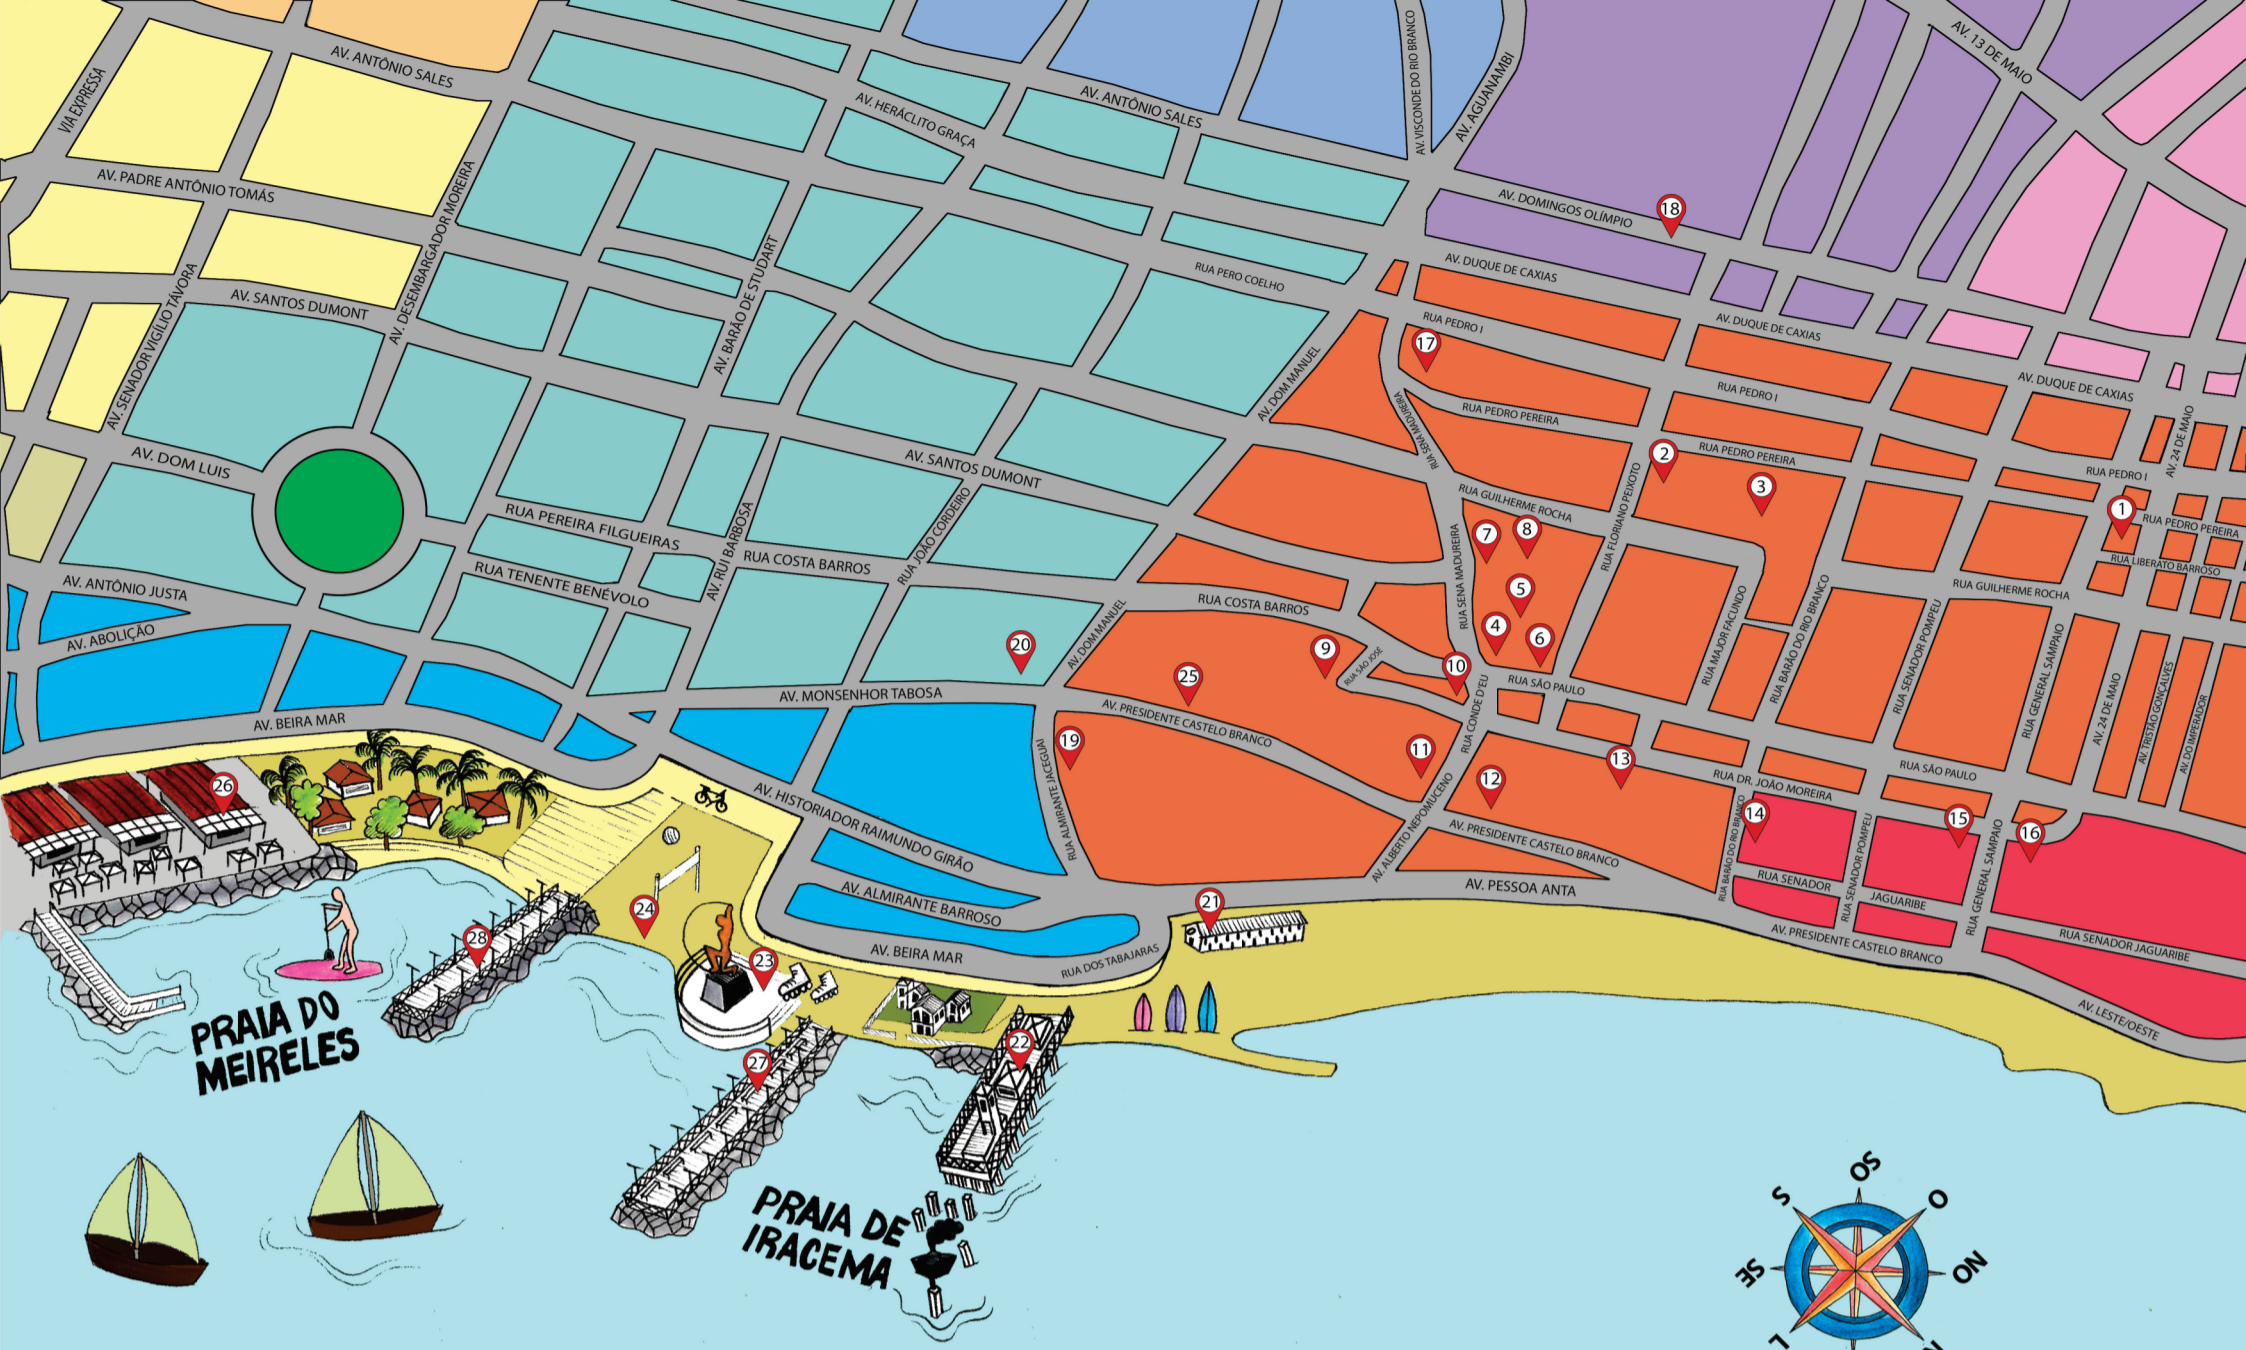 AV. ANTÔNIO SALES
VIA EXPRESSA
AV. PADRE ANTÔNIO TOMÁS
AV. DESEMBARGADOR MOREIRA
AV. SANTOS DUMONT
AV. SENADOR VIGÍLIO TÁVORA
AV. DOM LUIS
AV. ANTÔNIO JUSTA
AV. ABOLIÇÃO
AV. BEIRA MAR
AV. HERÁCLITO GRAÇA
AV. ANTÔNIO SALES
AV. VISCONDE DO RIO BRANCO
AV. AGUANAMBI
AV. 13 DE MAIO
AV. DOMINGOS OLÍMPIO
18
AV. BARÃO DE STUDART
RUA PERO COELHO
AV. DUQUE DE CAXIAS
AV. DUQUE DE CAXIAS
AV. DUQUE DE CAXIAS
RUA PEDRO I
17
AV. DOM MANUEL
RUA SENA MADUREIRA
RUA PEDRO PEREIRA
RUA PEDRO I
RUA PEDRO PEREIRA
2
3
AV. 24 DE MAIO
RUA PEDRO I
1
RUA PEDRO PEREIRA
RUA LIBERATO BARROSO
AV. SANTOS DUMONT
RUA PEREIRA FILGUEIRAS
RUA TENENTE BENÉVOLO
AV. RUI BARBOSA
RUA COSTA BARROS
RUA JOÃO CORDEIRO
RUA GUILHERME ROCHA
RUA FLORIANO PEIXOTO
7
8
5
4
6
RUA SENA MADUREIRA
RUA COSTA BARROS
AV. DOM MANUEL
20
9
RUA SÃO JOSÉ
10
25
RUA SÃO PAULO
RUA CONDE D'EU
RUA MAJOR FACUNDO
RUA BARÃO DO RIO BRANCO
RUA SENADOR POMPEU
RUA GUILHERME ROCHA
RUA GENERAL SAMPAIO
AV. 24 DE MAIO
AV. TRISTÃO GONÇALVES
AV. DO IMPERADOR
AV. MONSENHOR TABOSA
AV. PRESIDENTE CASTELO BRANCO
19
RUA ALMIRANTE JACEGUAI
11
12
13
RUA DR. JOÃO MOREIRA
RUA SÃO PAULO
14
15
16
RUA BARÃO DO RIO BRANCO
RUA SENADOR POMPEU
RUA GENERAL SAMPAIO
AV. ALBERTO NEPOMUCENO
AV. PRESIDENTE CASTELO BRANCO
AV. PESSOA ANTA
RUA SENADOR
JAGUARIBE
AV. PRESIDENTE CASTELO BRANCO
RUA SENADOR JAGUARIBE
AV. LESTE/OESTE
26
AV. HISTORIADOR RAIMUNDO GIRÃO
AV. ALMIRANTE BARROSO
AV. BEIRA MAR
RUA DOS TABAJARAS
21
24
28
23
22
27
PRAIA DO
MEIRELES
PRAIA DE
IRACEMA
SO
S
O
SE
NO
L